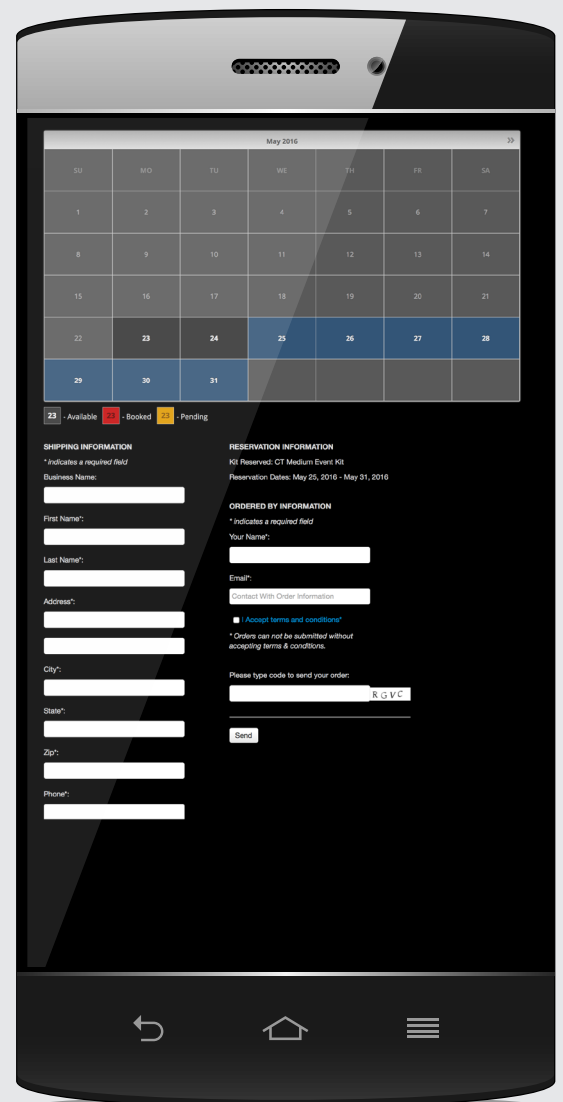 May 2016 »
SU MO TU WE TH FR SA
1 2 3 4 5 6 7
8 9 10 11 12 13 14
15 16 17 18 19 20 21
22 23 24 25 26 27 28
29 30 31
23 - Available 23 - Booked 23 - Pending
SHIPPING INFORMATION
* indicates a required field
Business Name:
First Name*:
Last Name*:
Address*:
City*:
State*:
Zip*:
Phone*:
RESERVATION INFORMATION
Kit Reserved: CT Medium Event Kit
Reservation Dates: May 25, 2016 - May 31, 2016
ORDERED BY INFORMATION
* indicates a required field
Your Name*:
Email*:
Contact With Order Information
I Accept terms and conditions*
* Orders can not be submitted without
accepting terms & conditions.
Please type code to send your order:
RGVC
Send